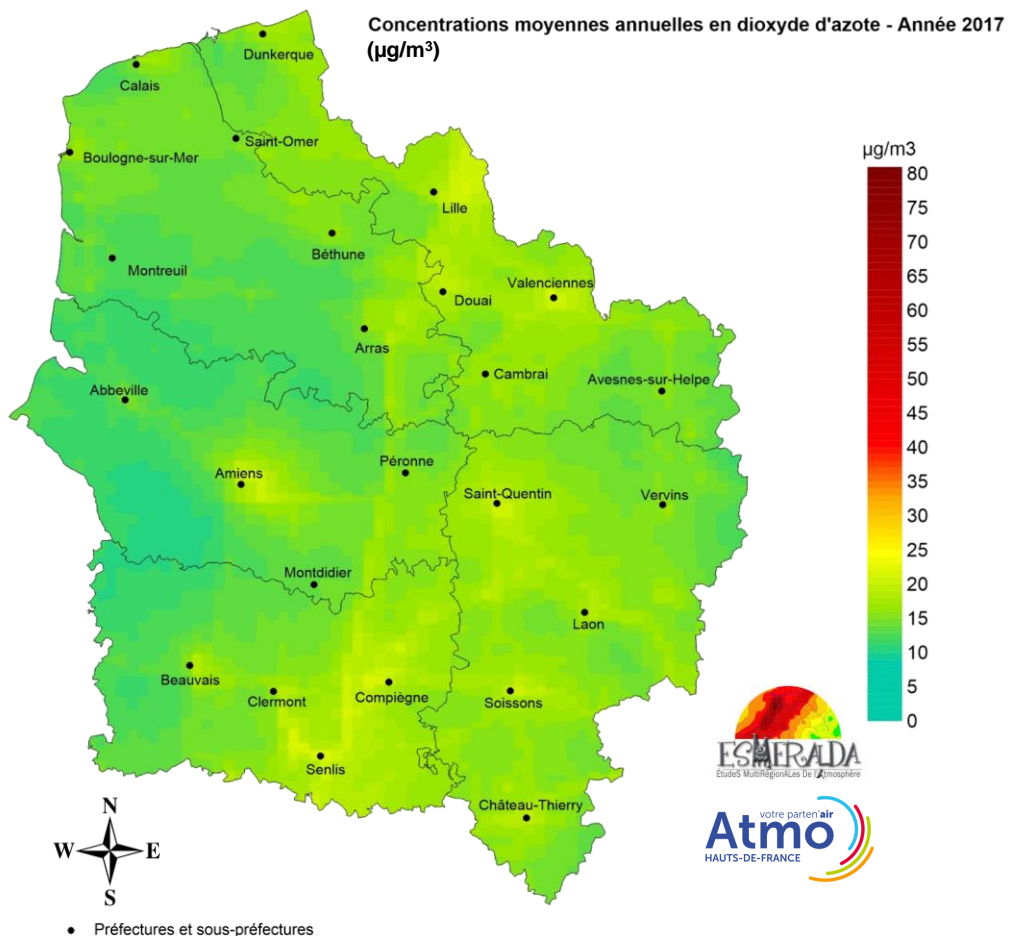 Concentrations moyennes annuelles en dioxyde d'azote - Année 2017
(µg/m³)
Dunkerque
Calais
Saint-Omer
Boulogne-sur-Mer
Lille
Béthune
Montreuil
Valenciennes
Douai
Arras
Cambrai
Avesnes-sur-Helpe
Abbeville
Péronne
Amiens
Saint-Quentin
Vervins
Montdidier
Laon
Beauvais
Clermont
Compiègne
Soissons
Senlis
Château-Thierry
µg/m3
80
75
70
65
60
55
50
45
40
35
30
25
20
15
10
5
0
ESMERALDA
ÉtudeS MultiRégionALes De l'Atmosphère
votre parten'air
Atmo
HAUTS-DE-FRANCE
N
W E
S
• Préfectures et sous-préfectures